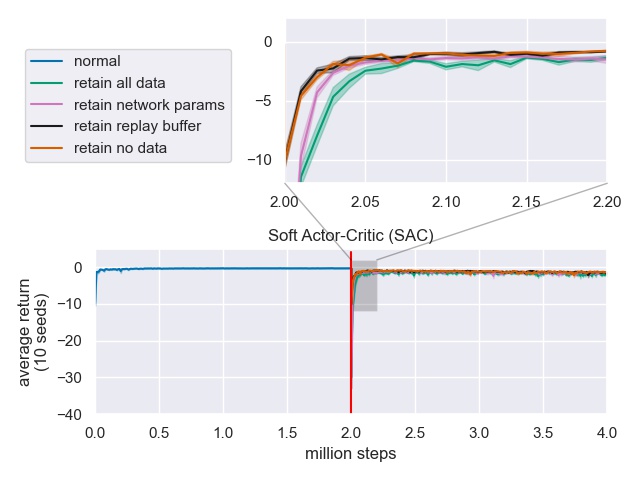 normal
retain all data
retain network params
retain replay buffer
retain no data
0
−5
−10
2.00 2.05 2.10 2.15 2.20
Soft Actor-Critic (SAC)
average return
(10 seeds)
0
−10
−20
−30
−40
0.0 0.5 1.0 1.5 2.0 2.5 3.0 3.5 4.0
million steps